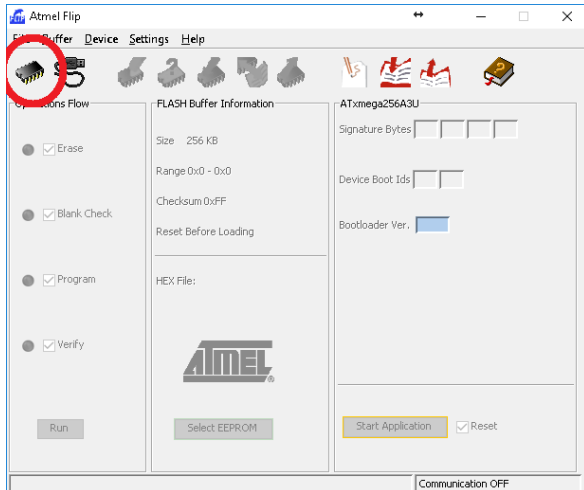 Atmel Flip
Buffer Device Settings Help
Operations Flow
Erase
Blank Check
Program
Verify
Run
FLASH Buffer Information
Size 256 KB
Range 0x0 - 0x0
Checksum 0xFF
Reset Before Loading
HEX File:
ATMEL
Select EEPROM
ATxmega256A3U
Signature Bytes
Device Boot Ids
Bootloader Ver.
Start Application
Reset
Communication OFF